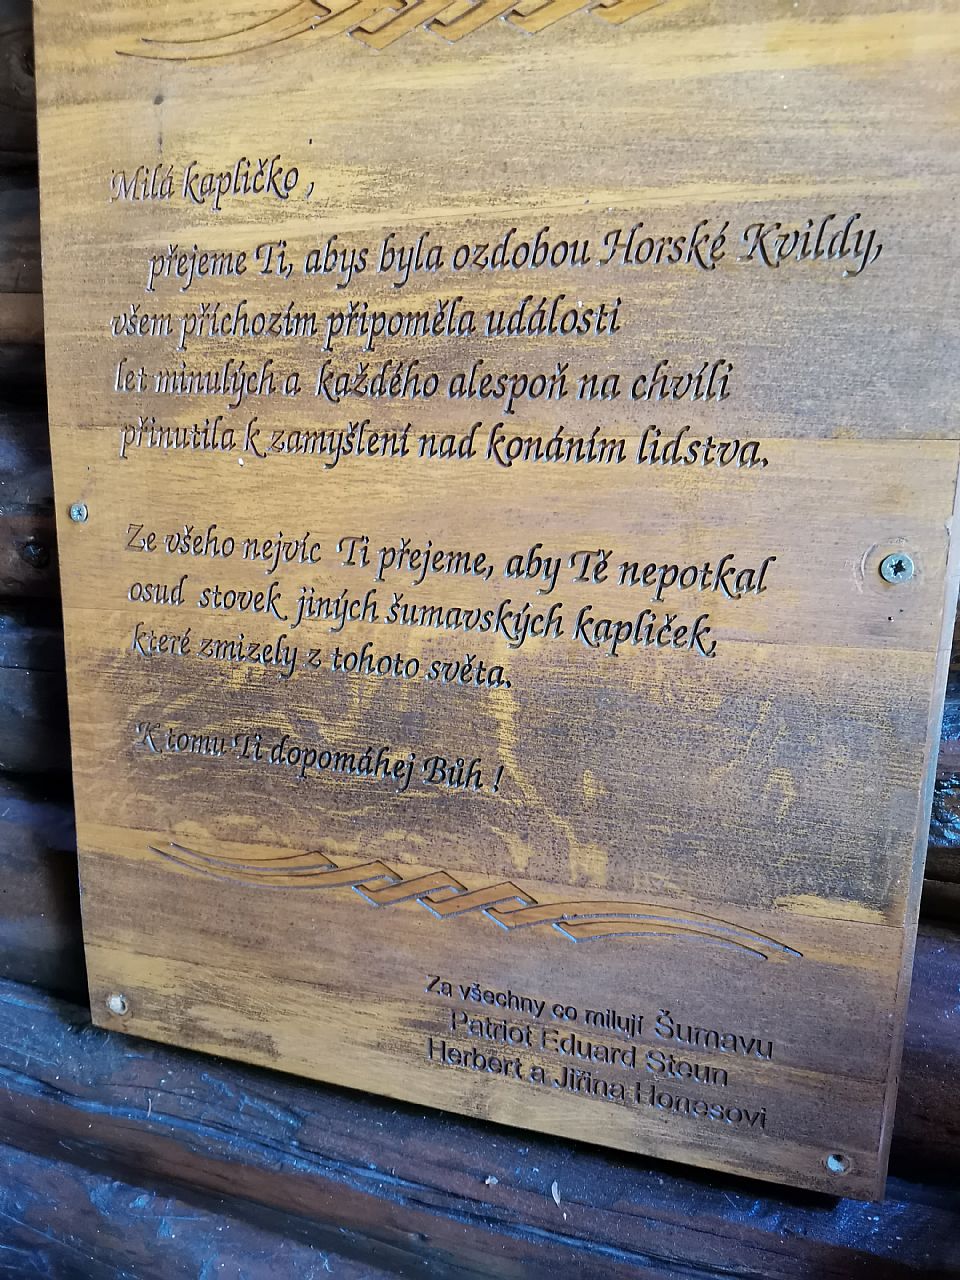 Milá kapličko,
přejeme Ti, abys byla ozdobou Horské Kvildy,
všem příchozím připoměla události
let minulých a každého alespoň na chvíli
přinutila k zamyšlení nad konáním lidstva.
Ze všeho nejvíc Ti přejeme, aby Tě nepotkal
osud stovek jiných šumavských kapliček,
které zmizely z tohoto světa.
K tomu Ti dopomáhej Bůh !
Za všechny co milují Šumavu
Patriot Eduard Steun
Herbert a Jiřina Honesovi